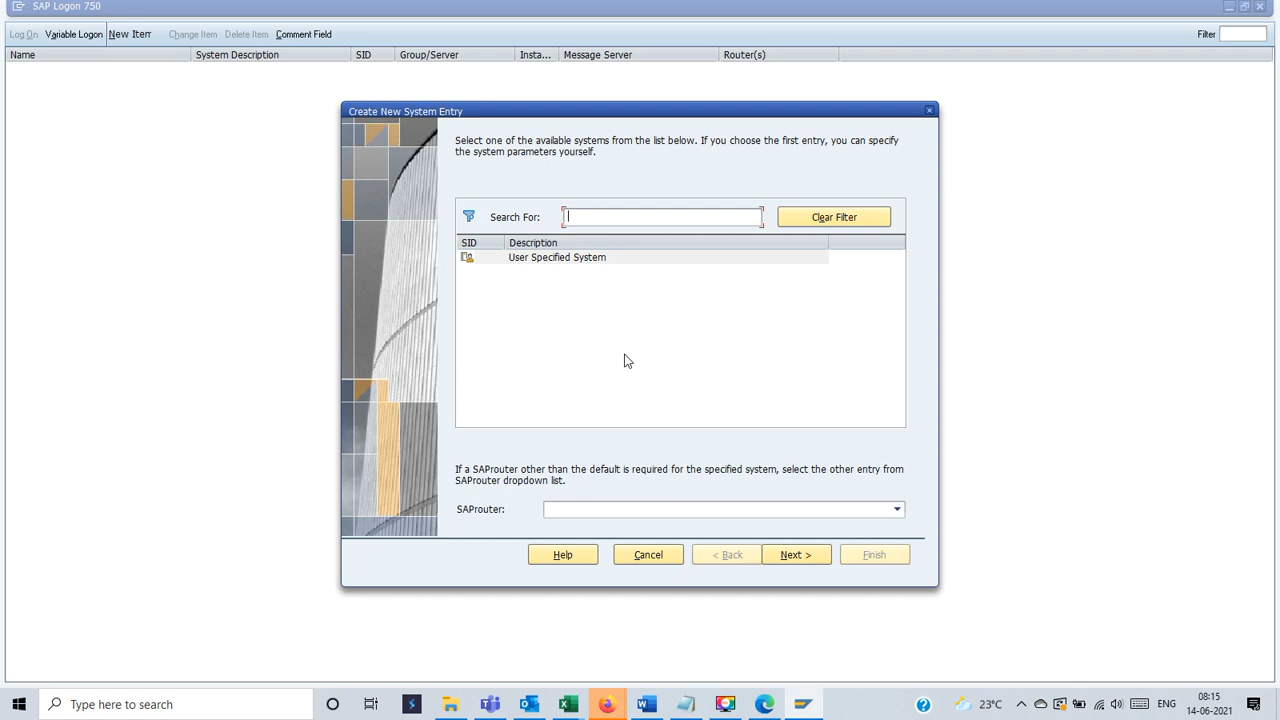 SAP Logon 750
Log On Variable Logon New Item Change Item Delete Item Comment Field Filter
Name System Description SID Group/Server Insta... Message Server Router(s)
Create New System Entry
Select one of the available systems from the list below. If you choose the first entry, you can specify
the system parameters yourself.
Search For: Clear Filter
SID Description
User Specified System
If a SAProuter other than the default is required for the specified system, select the other entry from
SAProuter dropdown list.
SAProuter:
Help Cancel < Back Next > Finish
Type here to search
23°C
ENG
08:15
14-06-2021